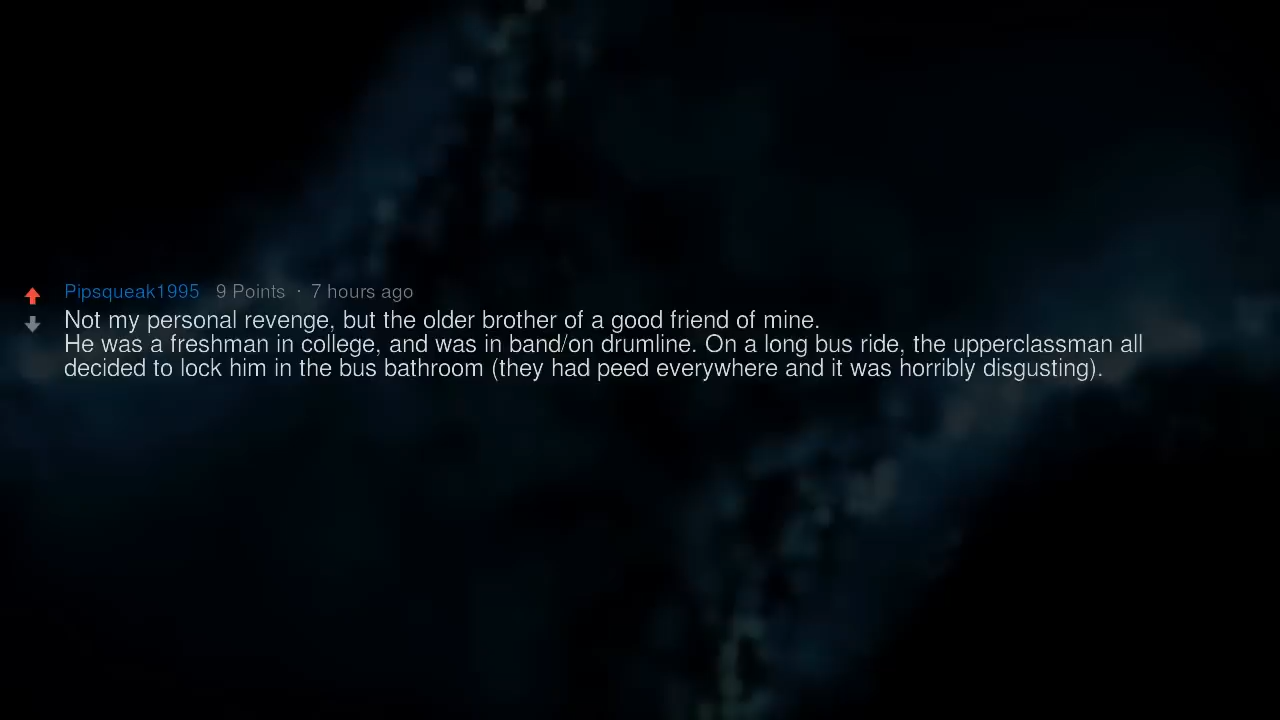 Pipsqueak1995 9 Points · 7 hours ago
Not my personal revenge, but the older brother of a good friend of mine.
He was a freshman in college, and was in band/on drumline. On a long bus ride, the upperclassman all
decided to lock him in the bus bathroom (they had peed everywhere and it was horribly disgusting).